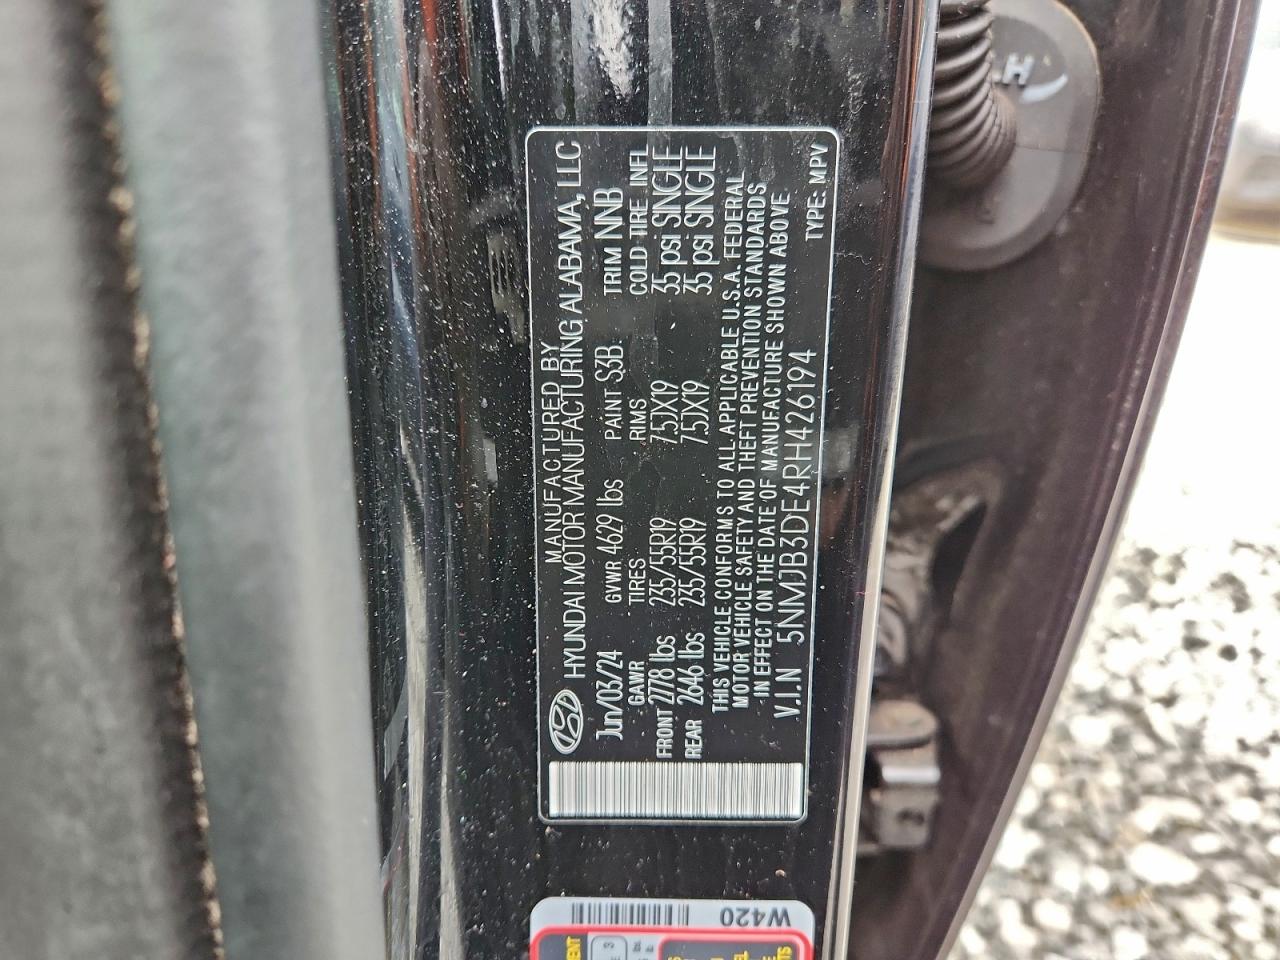 MANUFACTURED BY
HYUNDAI MOTOR MANUFACTURING ALABAMA, LLC
Jn/03/24 GVWR 4629 lbs PAINT S3B TRIM NNB
GAWR TIRES RIMS COLD TIRE INFL
FRONT 2778 lbs 235/55R19 7.5JX19 35 psi SINGLE
REAR 2646 lbs 235/55R19 7.5JX19 35 psi SINGLE
THIS VEHICLE CONFORMS TO ALL APPLICABLE U.S.A. FEDERAL
MOTOR VEHICLE SAFETY AND THEFT PREVENTION STANDARDS
IN EFFECT ON THE DATE OF MANUFACTURE SHOWN ABOVE
V.I.N 5NMJB3DE4RH426194 TYPE: MPV
W420